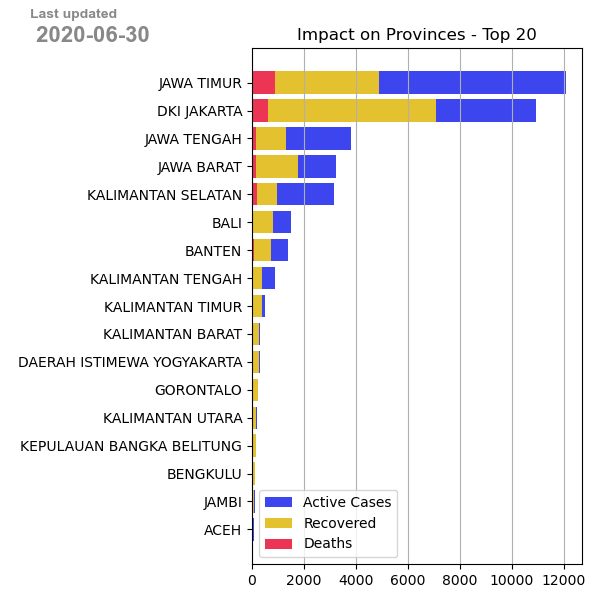 Last updated
2020-06-30
Impact on Provinces - Top 20
JAWA TIMUR
DKI JAKARTA
JAWA TENGAH
JAWA BARAT
KALIMANTAN SELATAN
BALI
BANTEN
KALIMANTAN TENGAH
KALIMANTAN TIMUR
KALIMANTAN BARAT
DAERAH ISTIMEWA YOGYAKARTA
GORONTALO
KALIMANTAN UTARA
KEPULAUAN BANGKA BELITUNG
BENGKULU
JAMBI
ACEH
Active Cases
Recovered
Deaths
0 2000 4000 6000 8000 10000 12000